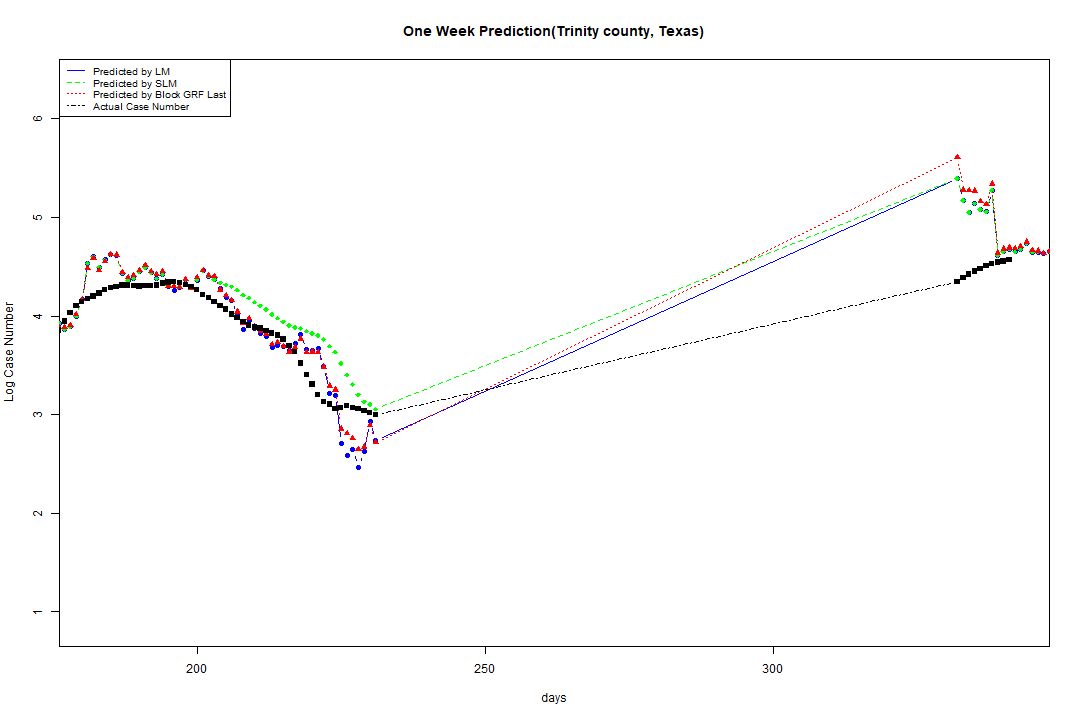 One Week Prediction(Trinity county, Texas)
Predicted by LM
Predicted by SLM
Predicted by Block GRF Last
Actual Case Number
6
5
4
3
2
1
Log Case Number
200
250
300
days